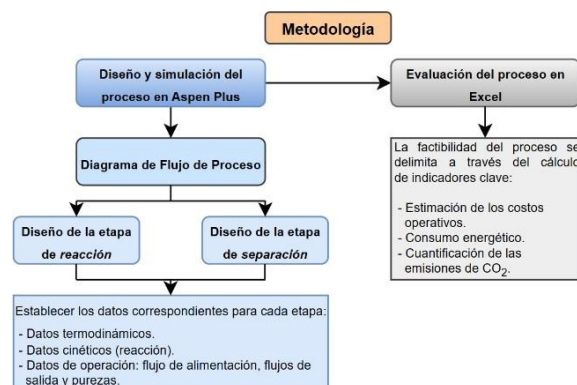 Metodología
Diseño y simulación del
proceso en Aspen Plus
Evaluación del proceso en
Excel
Diagrama de Flujo de Proceso
La factibilidad del proceso se
delimita a través del cálculo
de indicadores clave:
- Estimación de los costos
operativos.
- Consumo energético.
- Cuantificación de las
emisiones de CO2.
Diseño de la etapa
de reacción
Diseño de la etapa
de separación
Establecer los datos correspondientes para cada etapa:
- Datos termodinámicos.
- Datos cinéticos (reacción).
- Datos de operación: flujo de alimentación, flujos de
salida y purezas.